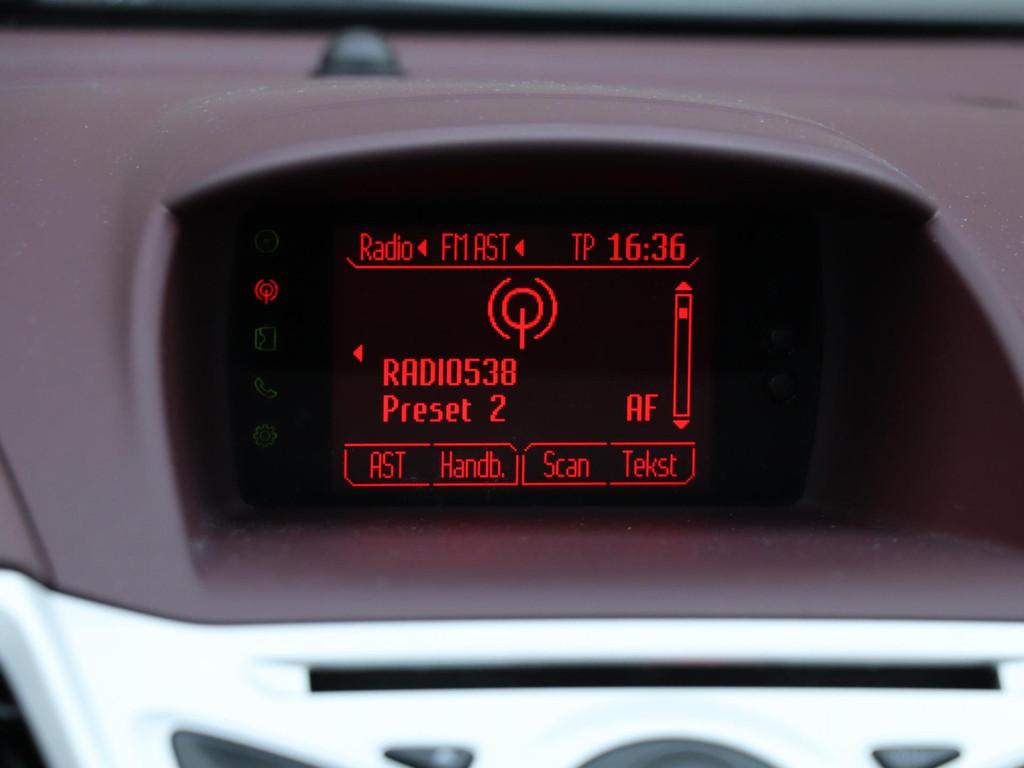 Radio FM AST TP 16:36
RADIO538
Preset 2 AF
AST Handb. Scan Tekst